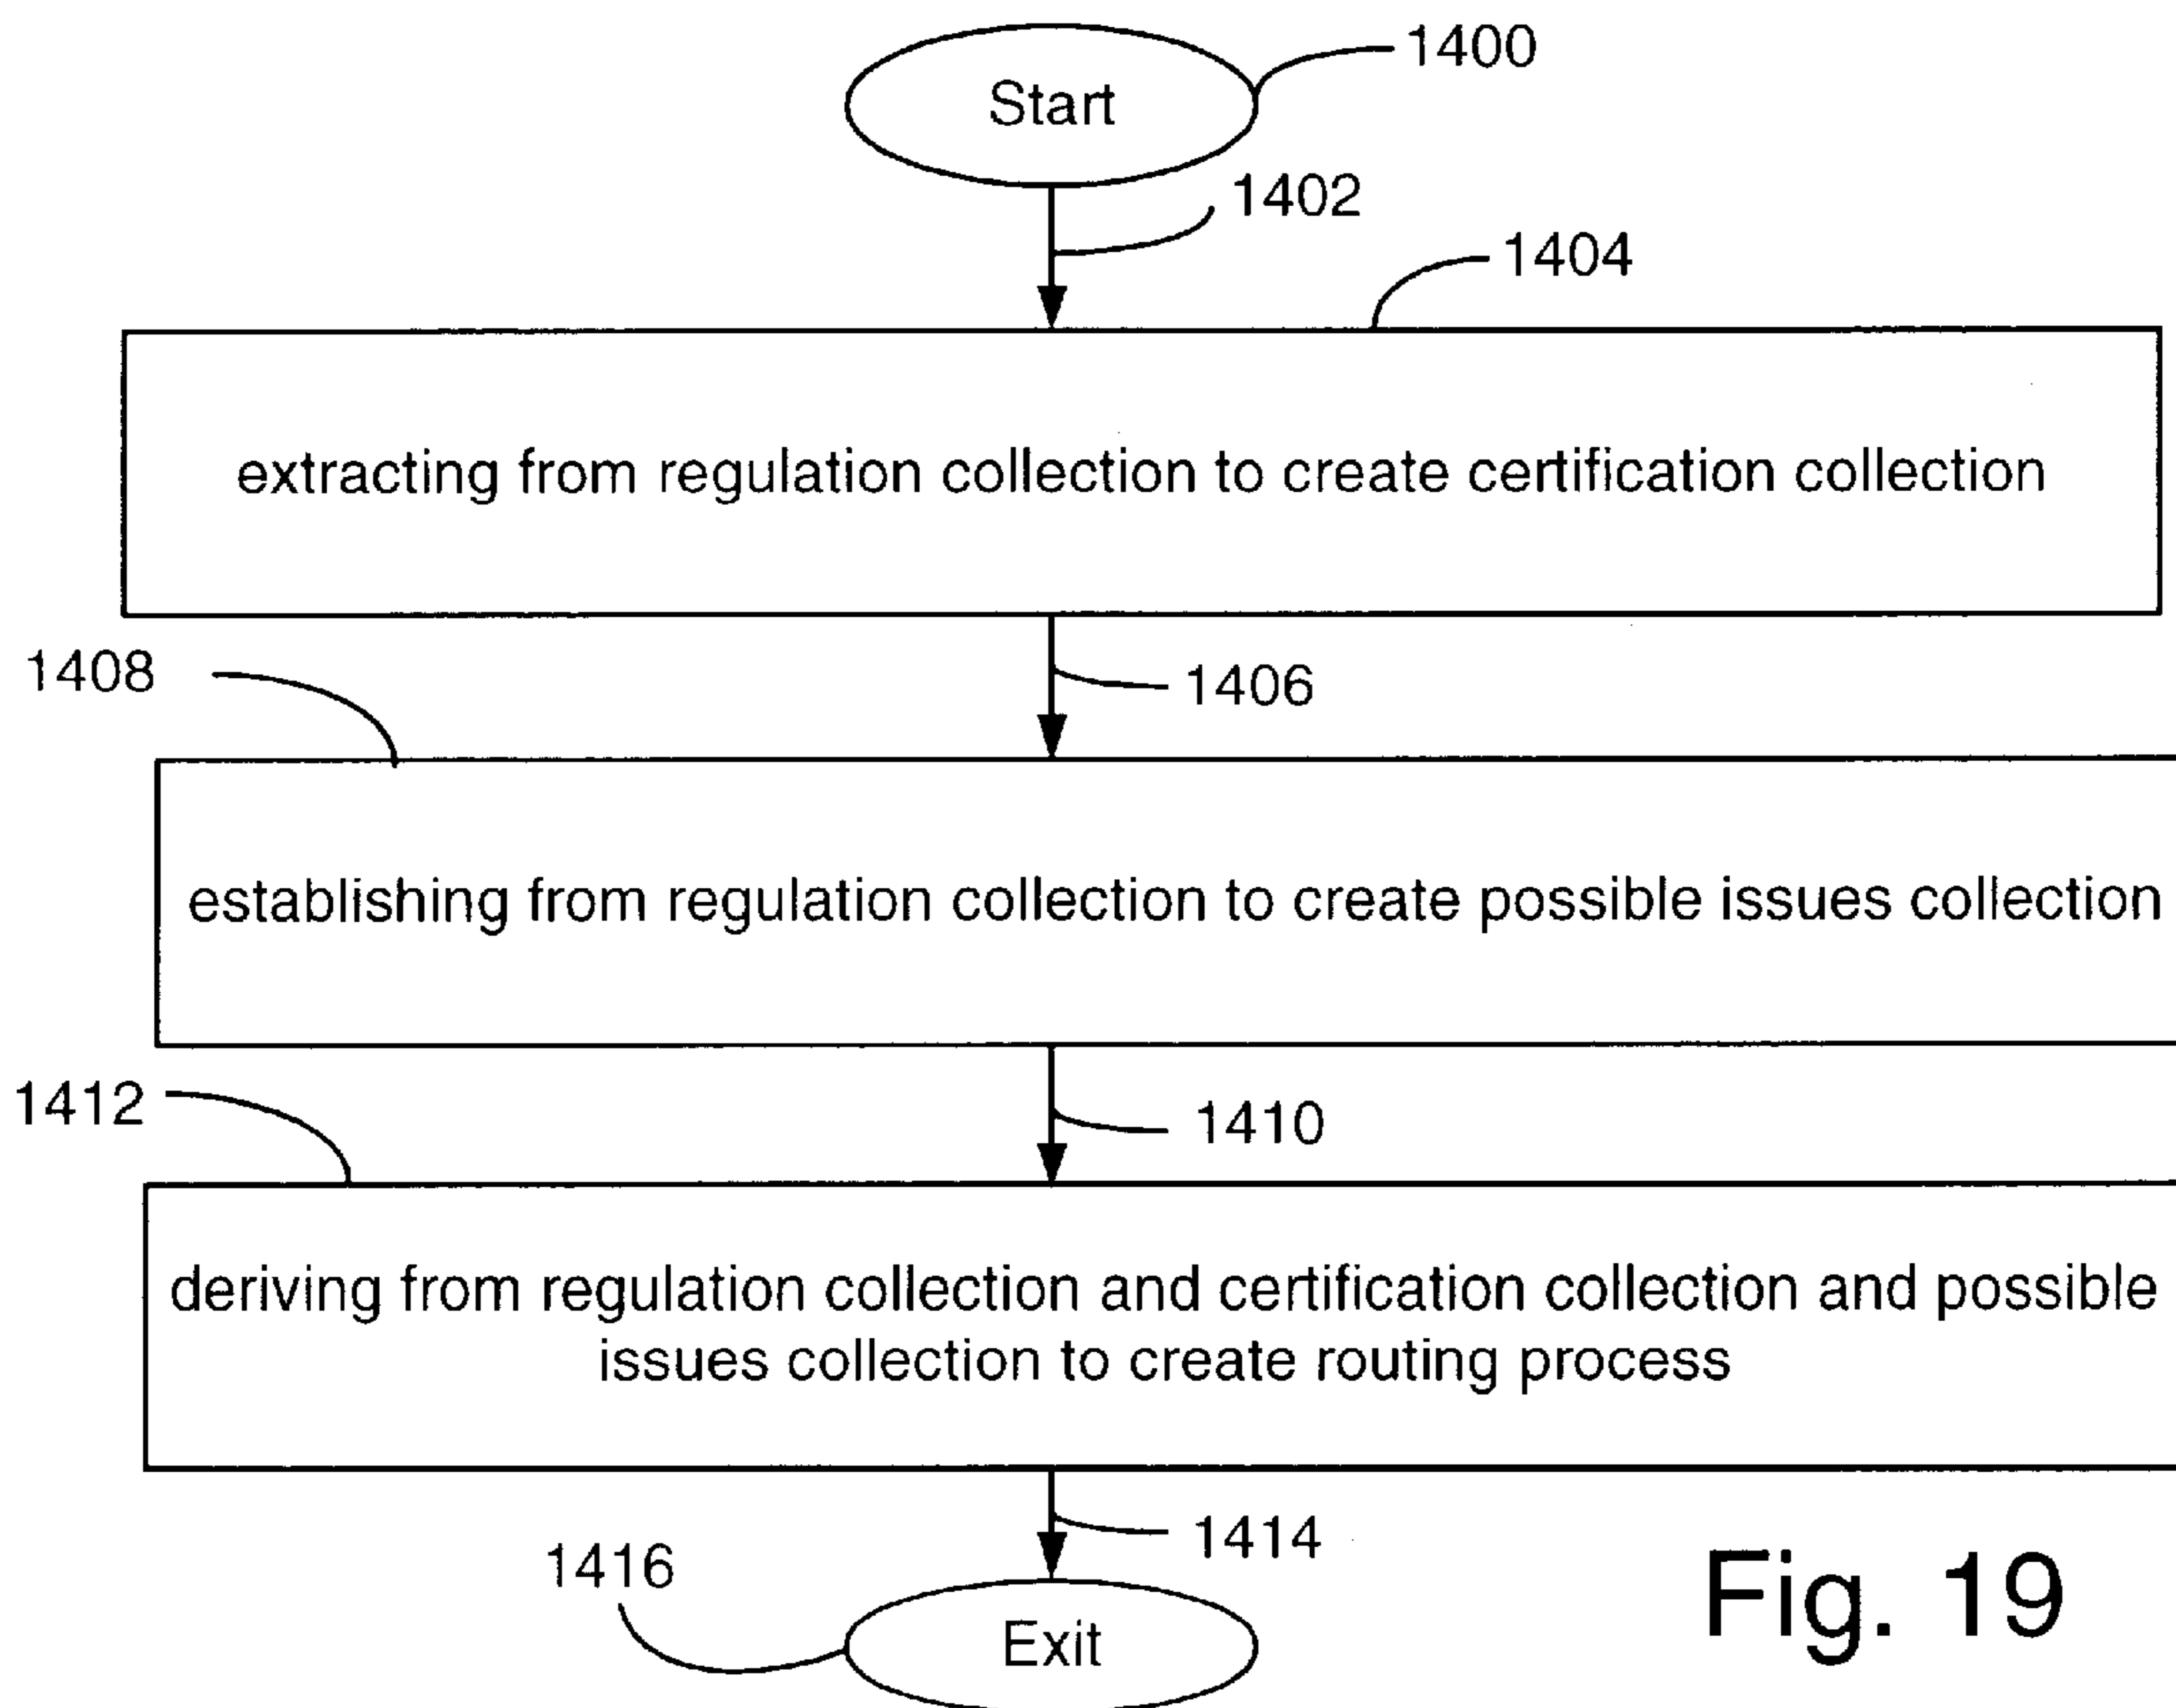 1400
Start
1402
1404
extracting from regulation collection to create certification collection
1408
1406
establishing from regulation collection to create possible issues collection
1412
1410
deriving from regulation collection and certification collection and possible
issues collection to create routing process
1414
1416
Exit
Fig. 19